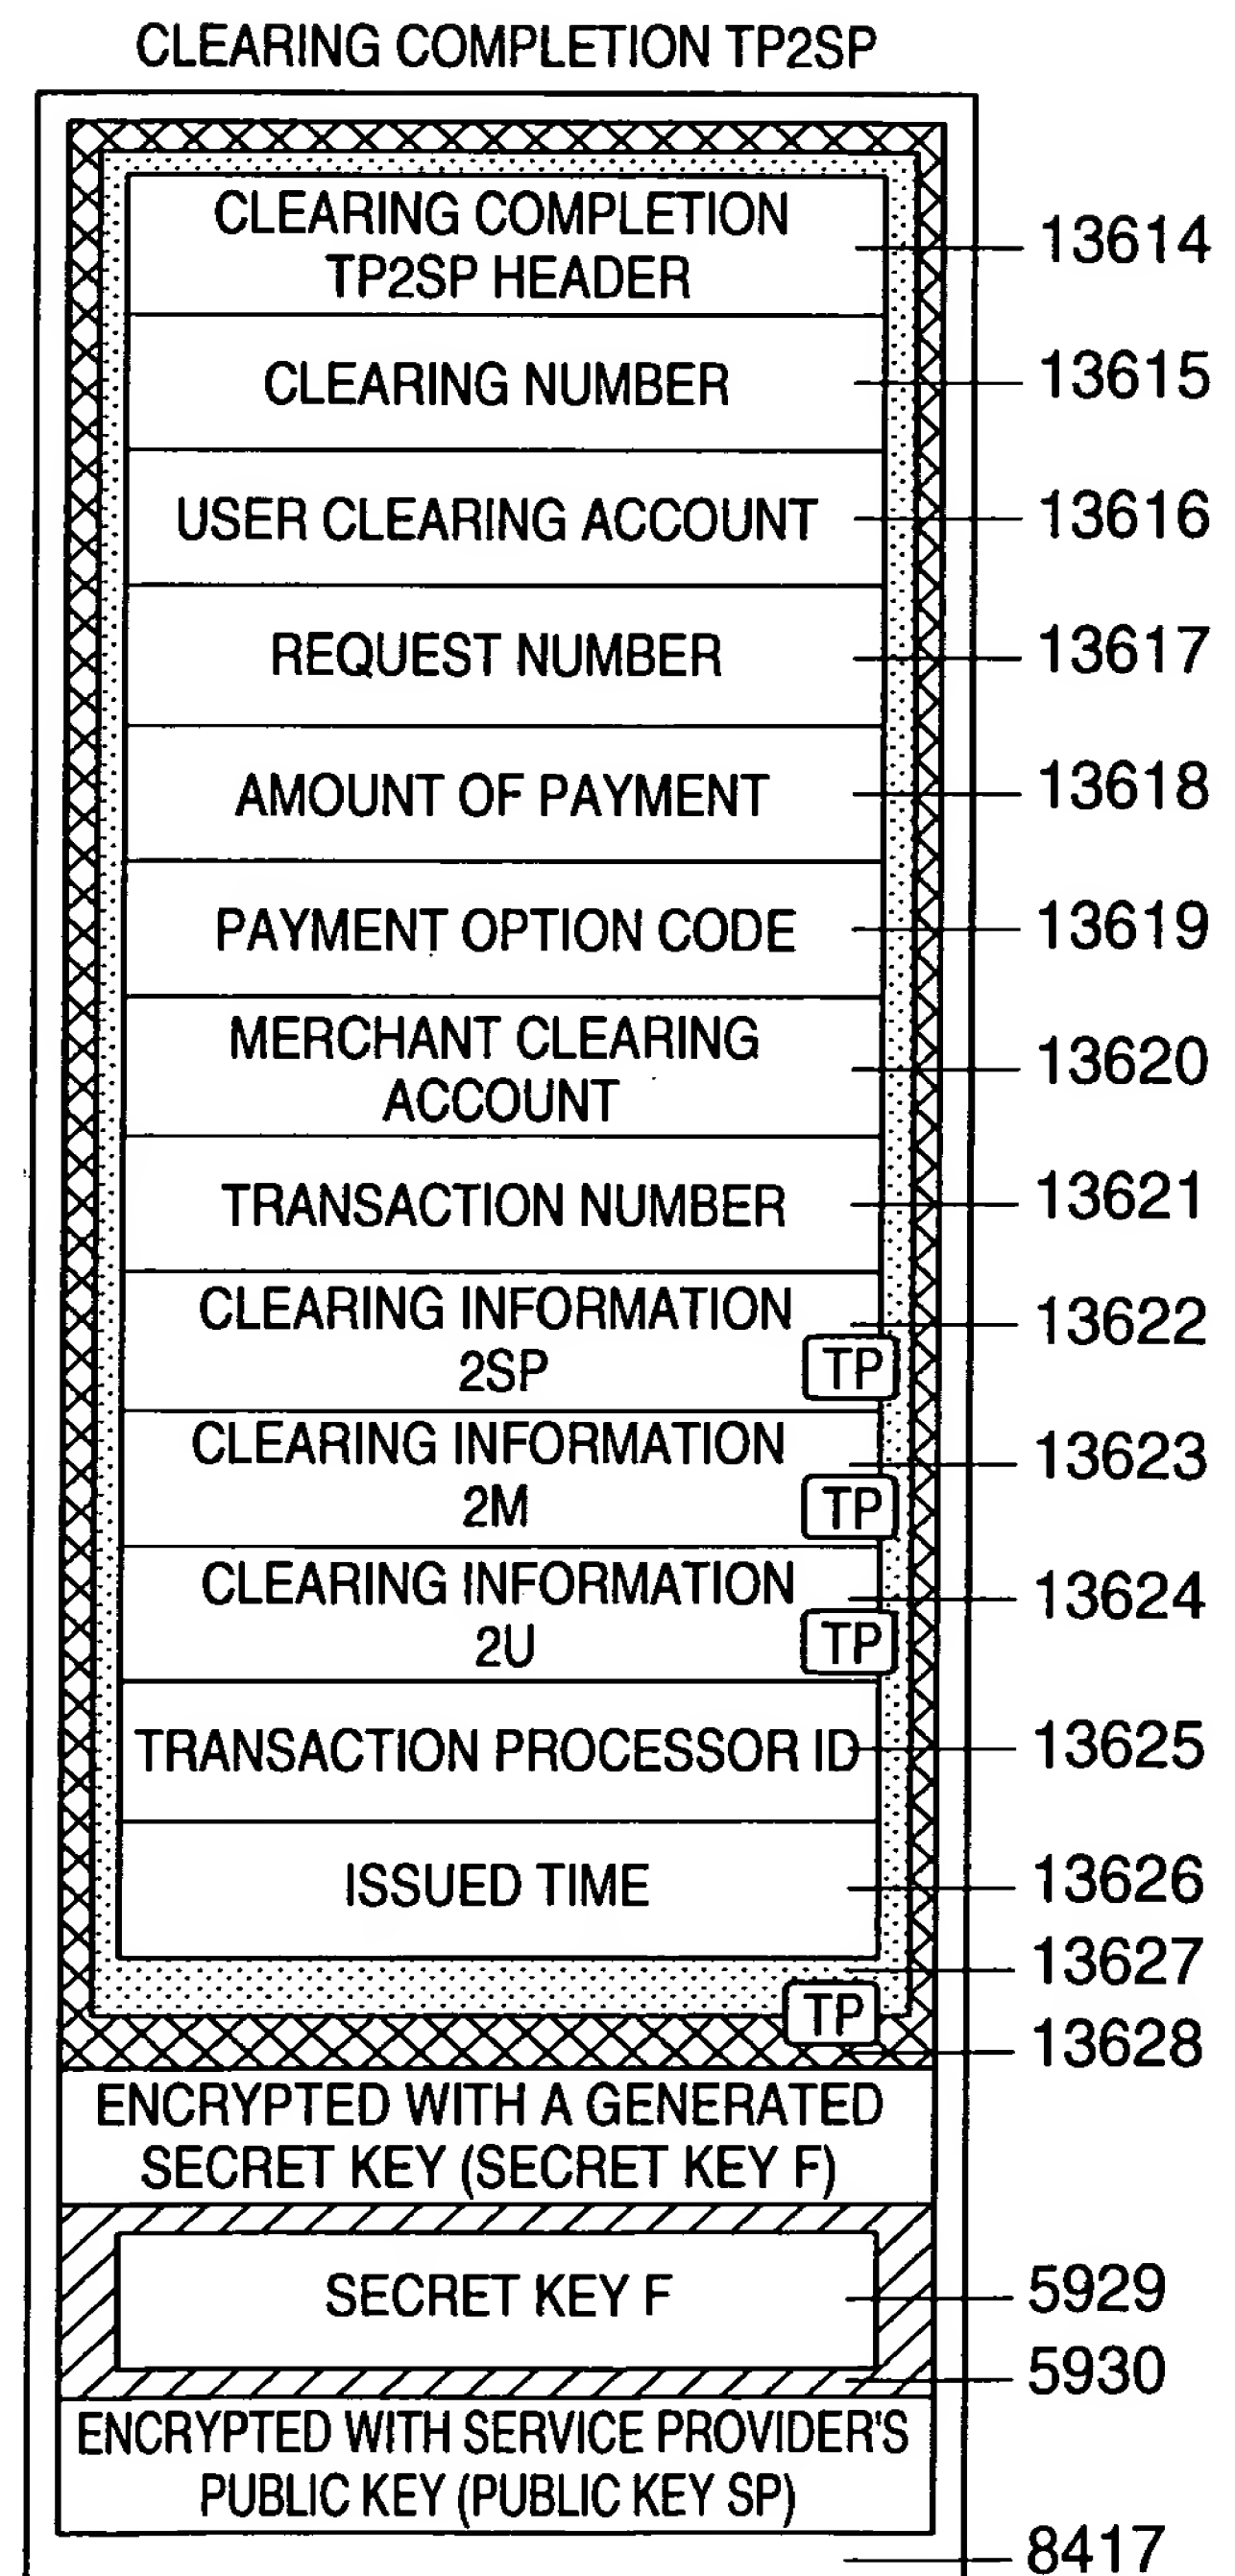 CLEARING COMPLETION TP2SP
CLEARING COMPLETION
TP2SP HEADER
13614
CLEARING NUMBER
13615
USER CLEARING ACCOUNT
13616
REQUEST NUMBER
13617
AMOUNT OF PAYMENT
13618
PAYMENT OPTION CODE
13619
MERCHANT CLEARING
ACCOUNT
13620
TRANSACTION NUMBER
13621
CLEARING INFORMATION
2SP
TP
13622
CLEARING INFORMATION
2M
TP
13623
CLEARING INFORMATION
2U
TP
13624
TRANSACTION PROCESSOR ID
13625
ISSUED TIME
13626
13627
TP
13628
ENCRYPTED WITH A GENERATED
SECRET KEY (SECRET KEY F)
SECRET KEY F
5929
5930
ENCRYPTED WITH SERVICE PROVIDER'S
PUBLIC KEY (PUBLIC KEY SP)
8417